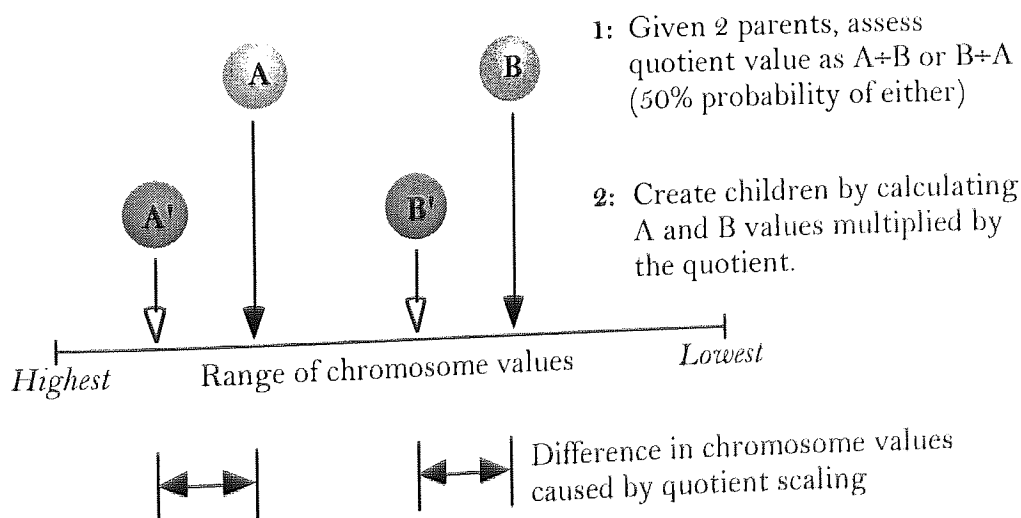 1: Given 2 parents, assess
quotient value as A÷B or B÷A
(50% probability of either)
A
B
2: Create children by calculating
A and B values multiplied by
the quotient.
A'
B'
Highest
Range of chromosome values
Lowest
Difference in chromosome values
caused by quotient scaling